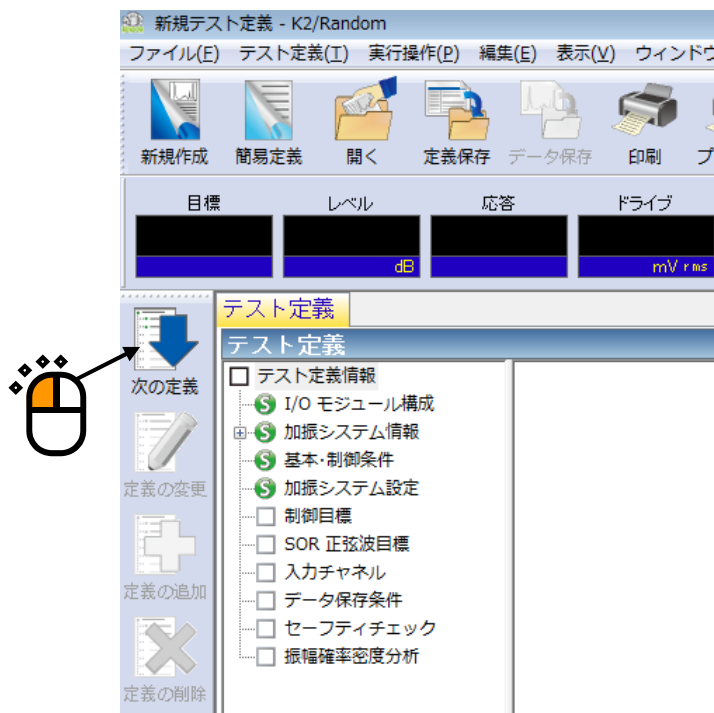 新規テスト定義 - K2/Random
ファイル(F) テスト定義(T) 実行操作(P) 編集(E) 表示(V) ウィンドウ
新規作成 簡易定義 開く 定義保存 データ保存 印刷 プ
目標 レベル 応答 ドライブ
dB mV rms
テスト定義
テスト定義
次の定義
定義の変更
定義の追加
定義の削除
テスト定義情報
S I/O モジュール構成
S 加振システム情報
S 基本・制御条件
S 加振システム設定
制御目標
SOR 正弦波目標
入力チャネル
データ保存条件
セーフティチェック
振幅確率密度分析